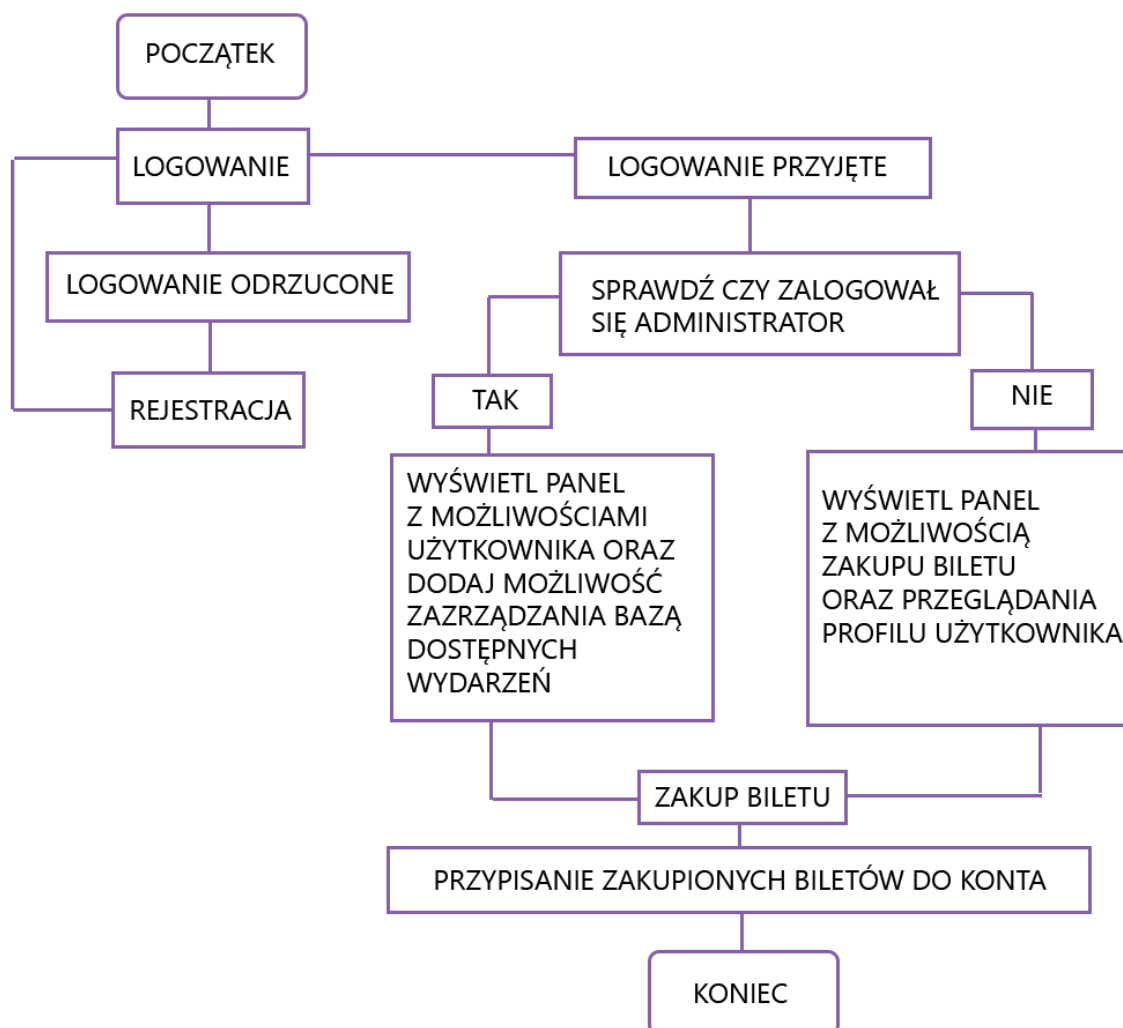 POCZĄTEK
LOGOWANIE
LOGOWANIE PRZYJĘTE
LOGOWANIE ODRZUCONE
REJESTRACJA
SPRAWDŹ CZY ZALOGOWAŁ
SIĘ ADMINISTRATOR
TAK
NIE
WYŚWIETL PANEL
Z MOŻLIWOŚCIAMI
UŻYTKOWNIKA ORAZ
DODAJ MOŻLIWOŚĆ
ZAZRZĄDZANIA BAZĄ
DOSTĘPNYCH
WYDARZEŃ
WYŚWIETL PANEL
Z MOŻLIWOŚCIĄ
ZAKUPU BILETU
ORAZ PRZEGLĄDANIA
PROFILU UŻYTKOWNIKA
ZAKUP BILETU
PRZYPISANIE ZAKUPIONYCH BILETÓW DO KONTA
KONIEC